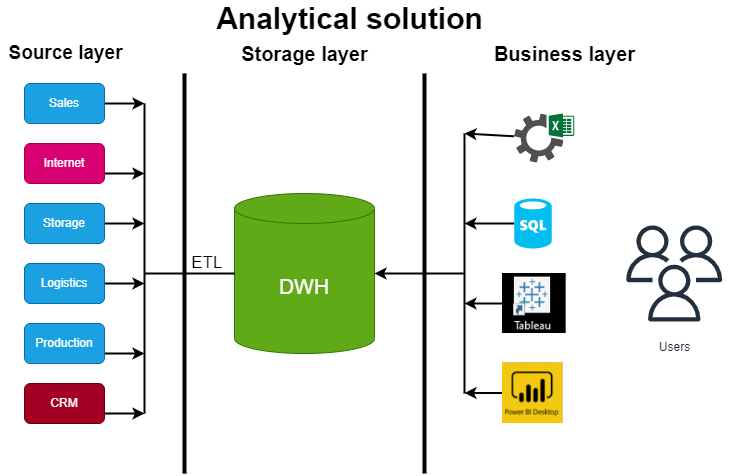 Analytical solution
Source layer
Storage layer
Business layer
Sales
Internet
Storage
Logistics
Production
CRM
ETL
DWH
X
SQL
Tableau
Power BI Desktop
Users